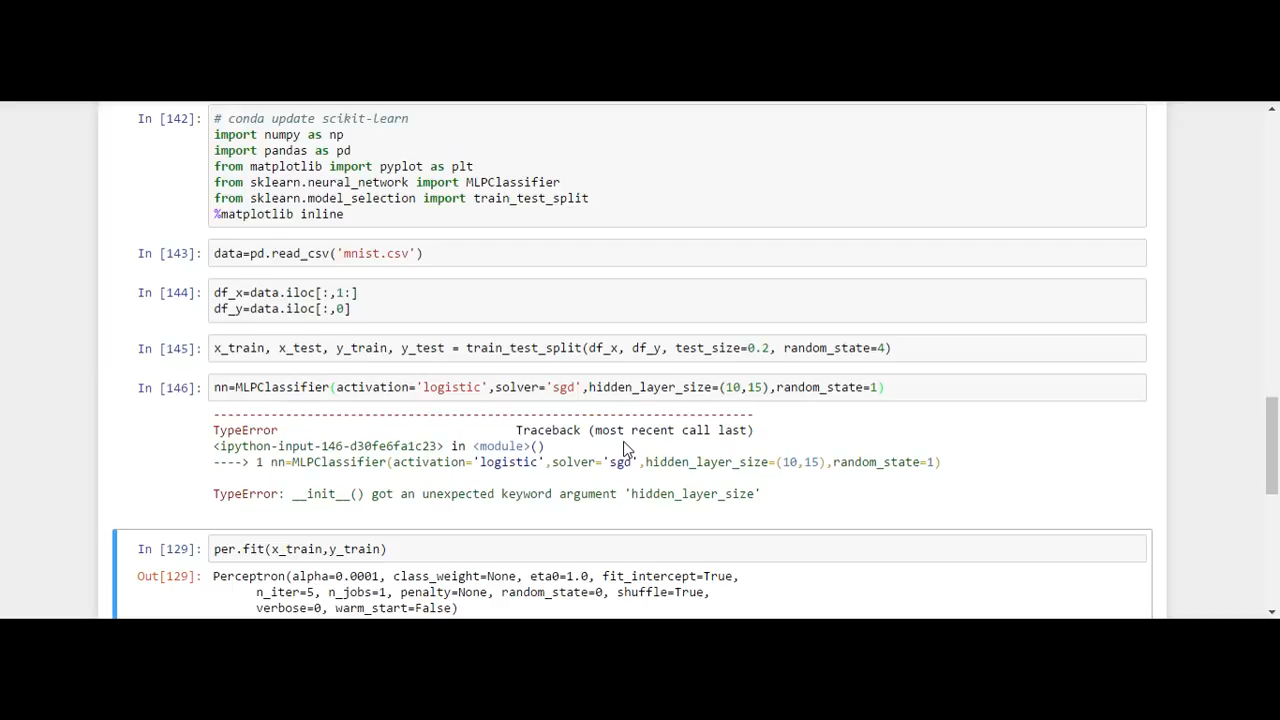 In [142]: # conda update scikit-learn
import numpy as np
import pandas as pd
from matplotlib import pyplot as plt
from sklearn.neural_network import MLPClassifier
from sklearn.model_selection import train_test_split
%matplotlib inline
In [143]: data=pd.read_csv('mnist.csv')
In [144]: df_x=data.iloc[:,1:]
df_y=data.iloc[:,0]
In [145]: x_train, x_test, y_train, y_test = train_test_split(df_x, df_y, test_size=0.2, random_state=4)
In [146]: nn=MLPClassifier(activation='logistic',solver='sgd',hidden_layer_size=(10,15),random_state=1)
---------------------------------------------------------------------------
TypeError                                 Traceback (most recent call last)
<ipython-input-146-d30fe6fa1c23> in <module>()
----> 1 nn=MLPClassifier(activation='logistic',solver='sgd',hidden_layer_size=(10,15),random_state=1)
TypeError: __init__() got an unexpected keyword argument 'hidden_layer_size'
In [129]: per.fit(x_train,y_train)
Out[129]: Perceptron(alpha=0.0001, class_weight=None, eta0=1.0, fit_intercept=True,
n_iter=5, n_jobs=1, penalty=None, random_state=0, shuffle=True,
verbose=0, warm_start=False)